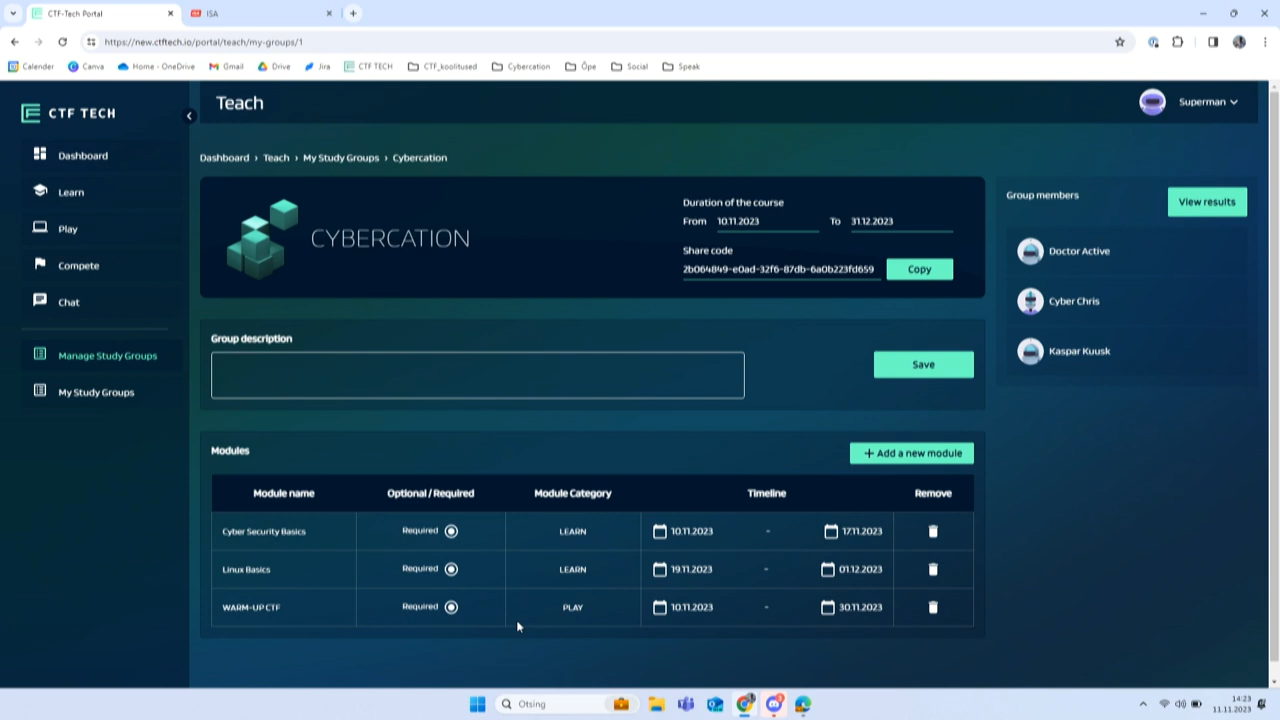 CTF-Tech Portal
ISA
https://new.ctftech.io/portal/teach/my-groups/1
Calender Canva Home - OneDrive Gmail Drive Jira CTF TECH CTF_koolitused Cybercation Õpe Social Speak
CTF TECH
Teach
Superman
Dashboard
Learn
Play
Compete
Chat
Manage Study Groups
My Study Groups
Dashboard › Teach › My Study Groups › Cybercation
CYBERCATION
Duration of the course
From 10.11.2023 To 31.12.2023
Share code
2b064849-e0ad-32f6-87db-6a0b223fd659 Copy
Group members View results
Doctor Active
Cyber Chris
Kaspar Kuusk
Group description
Save
Modules + Add a new module
Module name Optional / Required Module Category Timeline Remove
Cyber Security Basics Required LEARN 10.11.2023 - 17.11.2023
Linux Basics Required LEARN 19.11.2023 - 01.12.2023
WARM-UP CTF Required PLAY 10.11.2023 - 30.11.2023
Otsing
14:23
11.11.2023